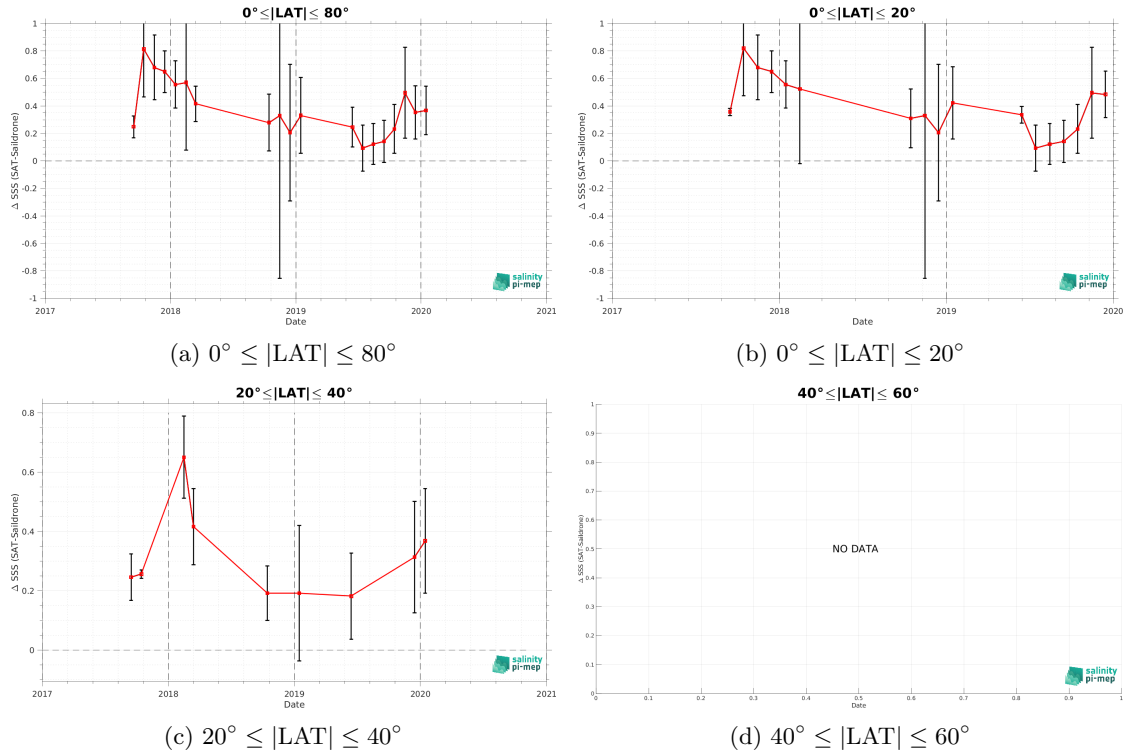 0°≤|LAT|≤ 80°
Δ SSS (SAT-Saildrone)
1
0.8
0.6
0.4
0.2
0
-0.2
-0.4
-0.6
-0.8
-1
2017
2018
2019
2020
2021
Date
salinity
pi-mep
(a) 0° ≤ |LAT| ≤ 80°
0°≤|LAT|≤ 20°
Δ SSS (SAT-Saildrone)
1
0.8
0.6
0.4
0.2
0
-0.2
-0.4
-0.6
-0.8
-1
2017
2018
2019
2020
Date
salinity
pi-mep
(b) 0° ≤ |LAT| ≤ 20°
20°≤|LAT|≤ 40°
Δ SSS (SAT-Saildrone)
0.8
0.6
0.4
0.2
0
2017
2018
2019
2020
2021
Date
salinity
pi-mep
(c) 20° ≤ |LAT| ≤ 40°
40°≤|LAT|≤ 60°
Δ SSS (SAT-Saildrone)
1
0.9
0.8
0.7
0.6
0.5
0.4
0.3
0.2
0.1
0
NO DATA
0
0.1
0.2
0.3
0.4
0.5
0.6
0.7
0.8
0.9
1
Date
salinity
pi-mep
(d) 40° ≤ |LAT| ≤ 60°